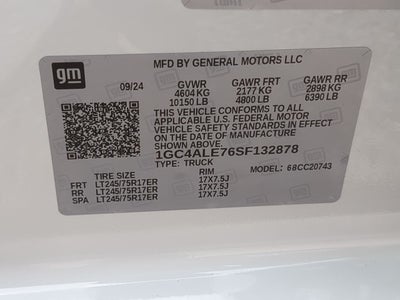 MFD BY GENERAL MOTORS LLC
gm
09/24 GVWR GAWR FRT GAWR RR
4604 KG 2177 KG 2898 KG
10150 LB 4800 LB 6390 LB
THIS VEHICLE CONFORMS TO ALL
APPLICABLE U.S. FEDERAL MOTOR
VEHICLE SAFETY STANDARDS IN EFFECT
ON THE DATE OF MANUFACTURE SHOWN ABOVE.
1GC4ALE76SF132878
TYPE: TRUCK MODEL: 68CC20743
TIRE SIZE RIM
FRT LT245/75R17ER 17X7.5J
RR LT245/75R17ER 17X7.5J
SPA LT245/75R17ER 17X7.5J